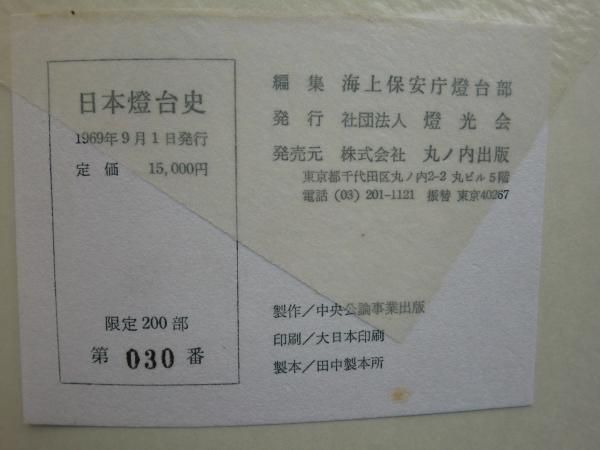 日本燈台史
1969年9月1日発行
定価 15,000円
限定200部
第 030 番
編集 海上保安庁燈台部
発行 社団法人 燈光会
発売元 株式会社 丸ノ内出版
東京都千代田区丸ノ内2-2 丸ビル5階
電話 (03) 201-1121 振替 東京40267
製作/中央公論事業出版
印刷/大日本印刷
製本/田中製本所